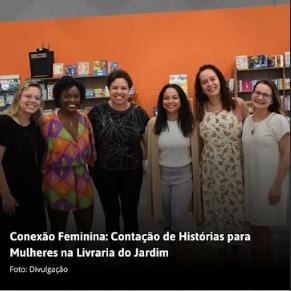 Conexão Feminina: Contação de Histórias para
Mulheres na Livraria do Jardim
Foto: Divulgação